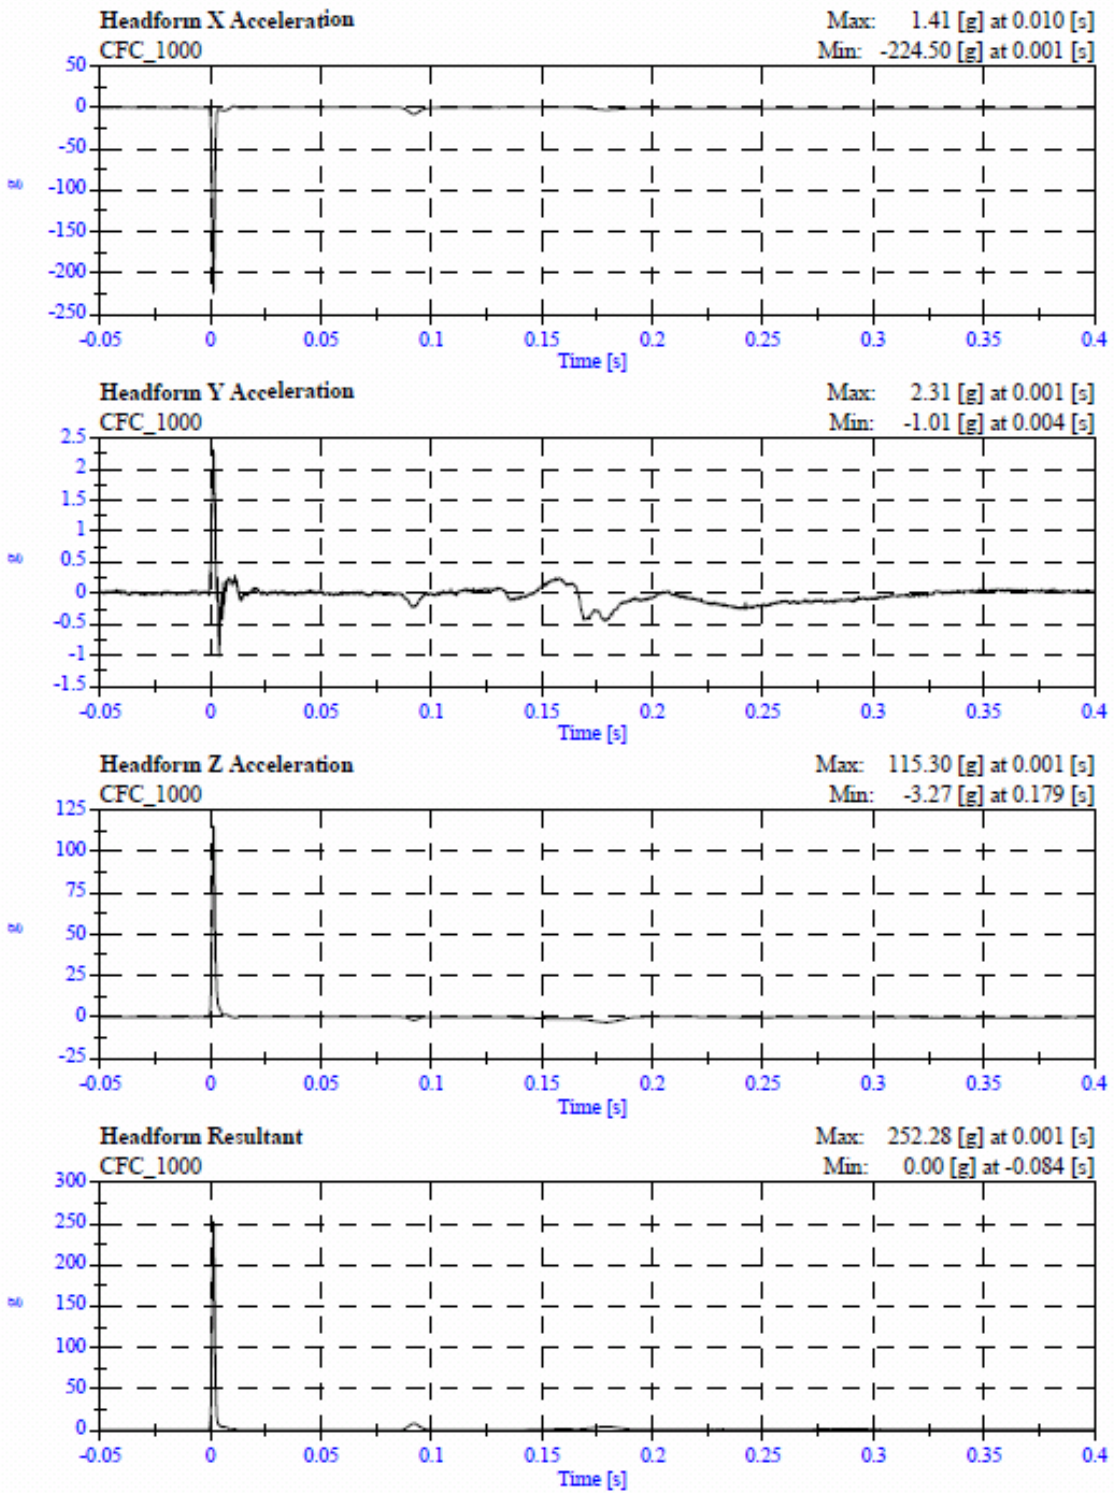 Headform X Acceleration Max: 1.41 [g] at 0.010 [s]
CFC_1000 Min: -224.50 [g] at 0.001 [s]
50
0
-50
-100
-150
-200
-250
g
-0.05 0 0.05 0.1 0.15 0.2 0.25 0.3 0.35 0.4
Time [s]
Headform Y Acceleration Max: 2.31 [g] at 0.001 [s]
CFC_1000 Min: -1.01 [g] at 0.004 [s]
2.5
2
1.5
1
0.5
0
-0.5
-1
-1.5
g
-0.05 0 0.05 0.1 0.15 0.2 0.25 0.3 0.35 0.4
Time [s]
Headform Z Acceleration Max: 115.30 [g] at 0.001 [s]
CFC_1000 Min: -3.27 [g] at 0.179 [s]
125
100
75
50
25
0
-25
g
-0.05 0 0.05 0.1 0.15 0.2 0.25 0.3 0.35 0.4
Time [s]
Headform Resultant Max: 252.28 [g] at 0.001 [s]
CFC_1000 Min: 0.00 [g] at -0.084 [s]
300
250
200
150
100
50
0
g
-0.05 0 0.05 0.1 0.15 0.2 0.25 0.3 0.35 0.4
Time [s]